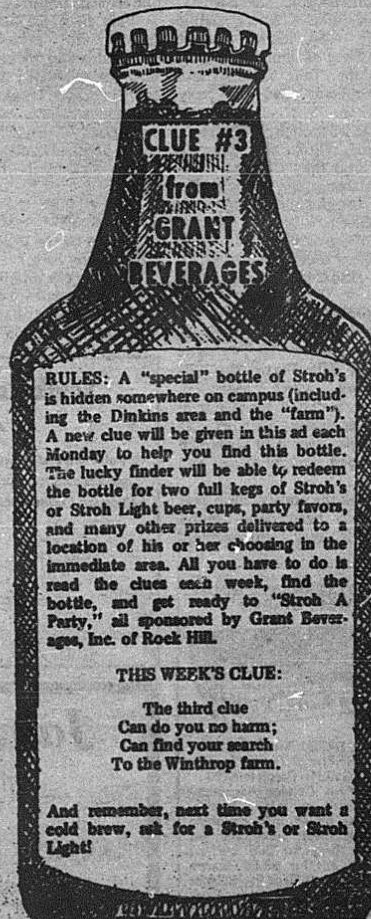 CLUE #3
from
GRANT
BEVERAGES
RULES: A "special" bottle of Stroh's
is hidden somewhere on campus (includ-
ing the Dinkins area and the "farm").
A new clue will be given in this ad each
Monday to help you find this bottle.
The lucky finder will be able to redeem
the bottle for two full kegs of Stroh's
or Stroh Light beer, cups, party favors,
and many other prizes delivered to a
location of his or her choosing in the
immediate area. All you have to do is
read the clues each week, find the
bottle, and get ready to "Stroh A
Party," all sponsored by Grant Bever-
ages, Inc. of Rock Hill.
THIS WEEK'S CLUE:
The third clue
Can do you no harm;
Can find your search
To the Winthrop farm.
And remember, next time you want a
cold brew, ask for a Stroh's or Stroh
Light!